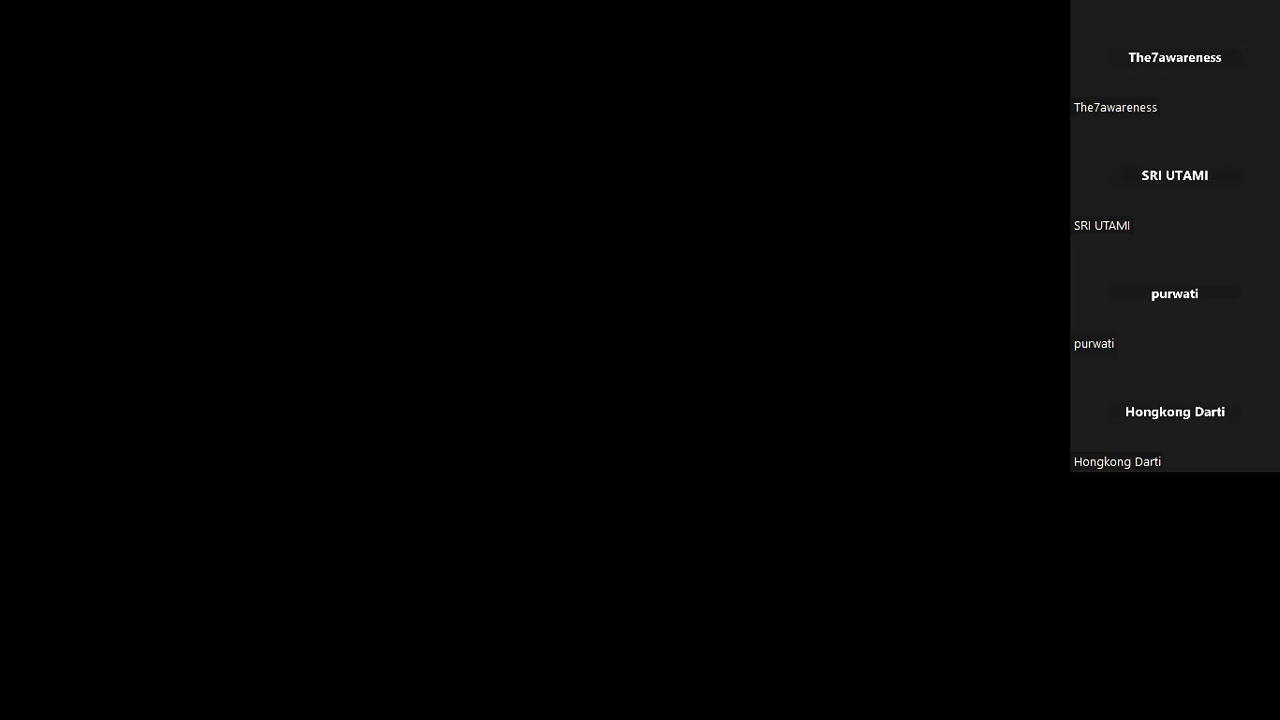 The7awareness
The7awareness
SRI UTAMI
SRI UTAMI
purwati
purwati
Hongkong Darti
Hongkong Darti